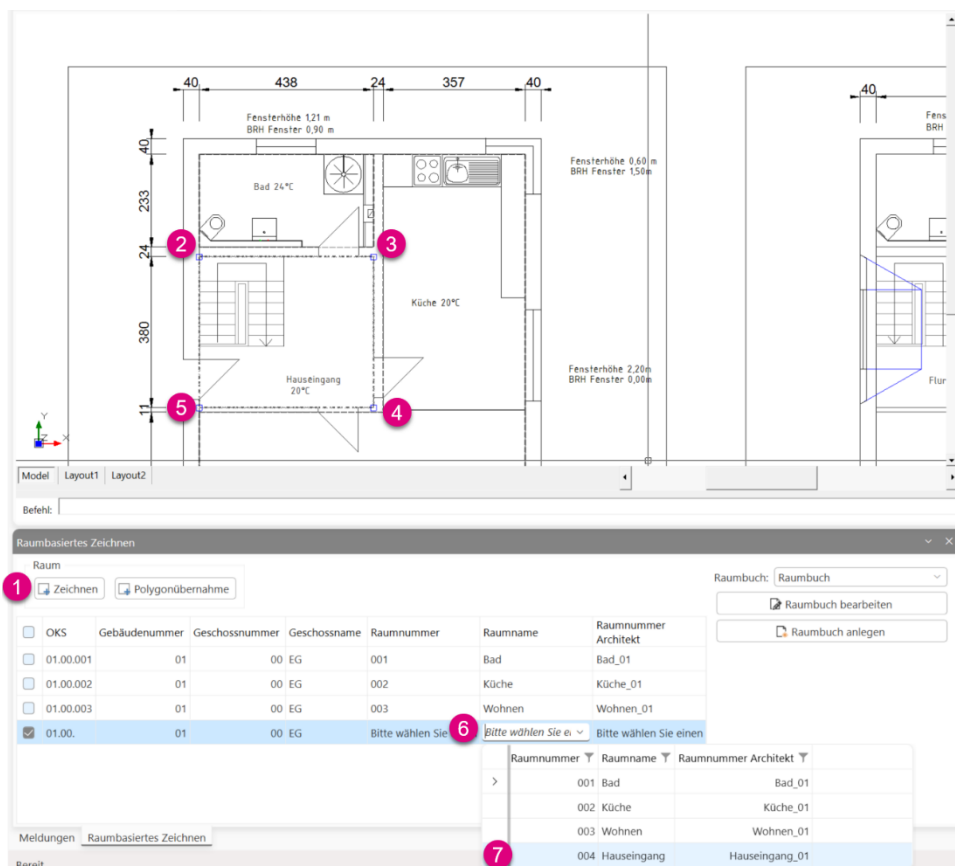 40 438 24 357 40
40
Fensterhöhe 1,21 m
BRH Fenster 0,90 m
Fens
BRH
40
Fensterhöhe 0,60 m
BRH Fenster 1,50m
Bad 24°C
233
2 3
24
Küche 20°C
380
Fensterhöhe 2,20m
BRH Fenster 0,00m
Hauseingang
20°C
Flur
5 4
11
Y
Z X
Model Layout1 Layout2
Befehl:
Raumbasiertes Zeichnen
Raum
1 Zeichnen Polygonübernahme
Raumbuch: Raumbuch
Raumbuch bearbeiten
Raumbuch anlegen
OKS Gebäudenummer Geschossnummer Geschossname Raumnummer Raumname Raumnummer Architekt
01.00.001 01 00 EG 001 Bad Bad_01
01.00.002 01 00 EG 002 Küche Küche_01
01.00.003 01 00 EG 003 Wohnen Wohnen_01
01.00. 01 00 EG Bitte wählen Sie 6 Bitte wählen Sie ei Bitte wählen Sie einen
Raumnummer Raumname Raumnummer Architekt
001 Bad Bad_01
002 Küche Küche_01
003 Wohnen Wohnen_01
7 004 Hauseingang Hauseingang_01
Meldungen Raumbasiertes Zeichnen
Bereit